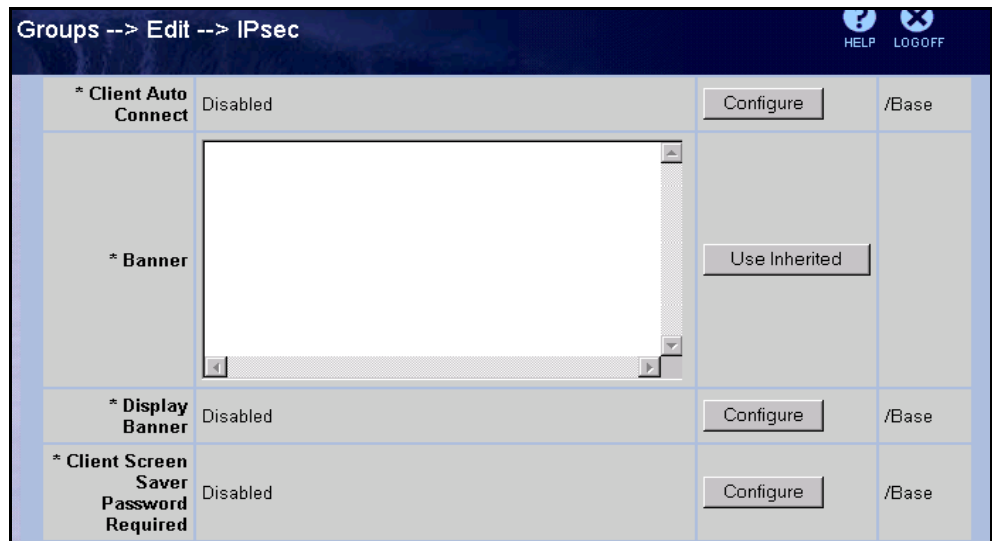 Groups --> Edit --> IPsec
HELP
LOGOFF
* Client Auto
Connect
Disabled
Configure
/Base
* Banner
Use Inherited
* Display
Banner
Disabled
Configure
/Base
* Client Screen
Saver
Password
Required
Disabled
Configure
/Base